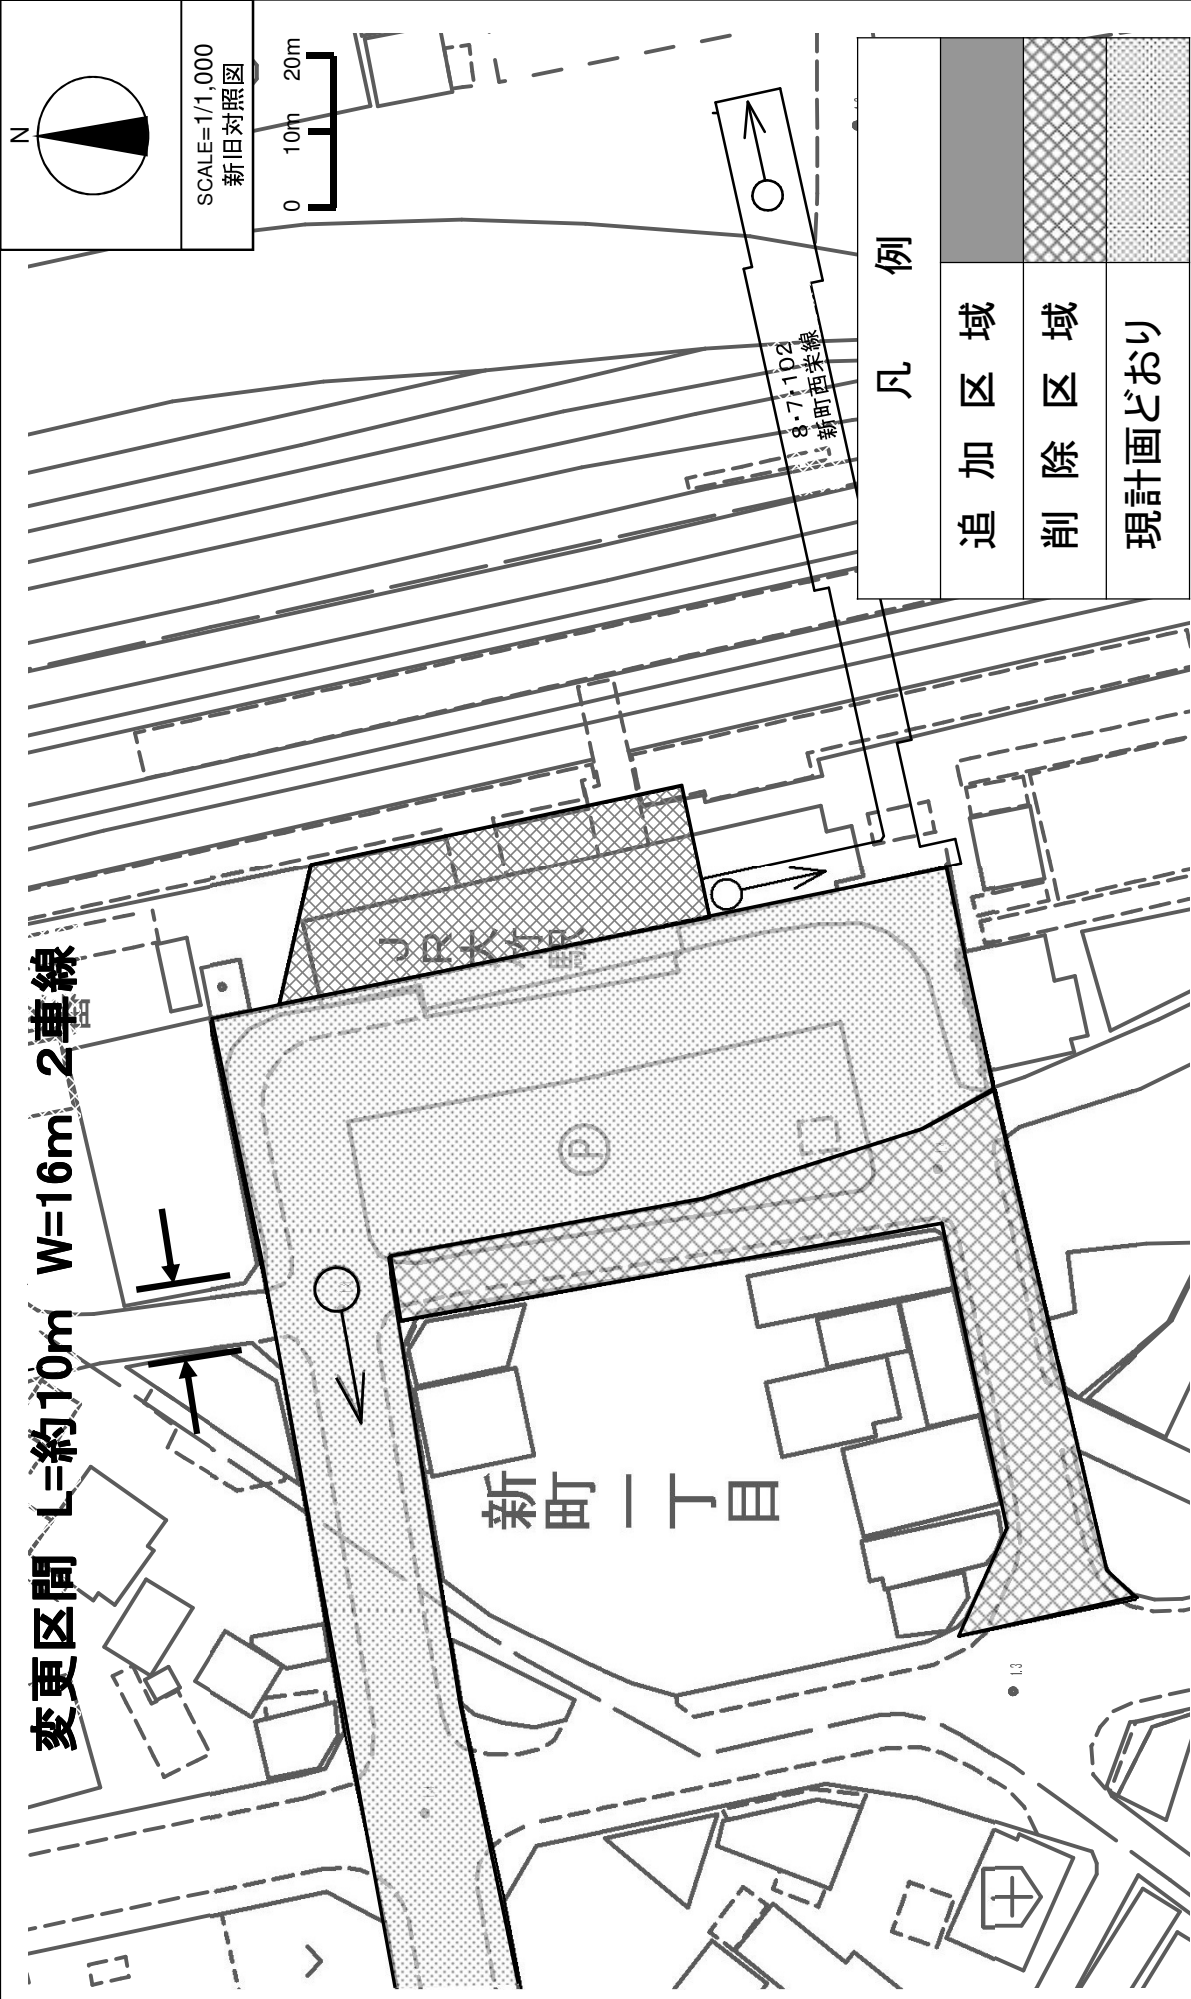 変更区間　L=約10m　W=16m　2車線
N
SCALE=1/1,000
新旧対照図
0 10m 20m
JR大竹駅
P
新町一丁目
8・7・102
新町西栄線
1.3
凡例
追加区域
削除区域
現計画どおり